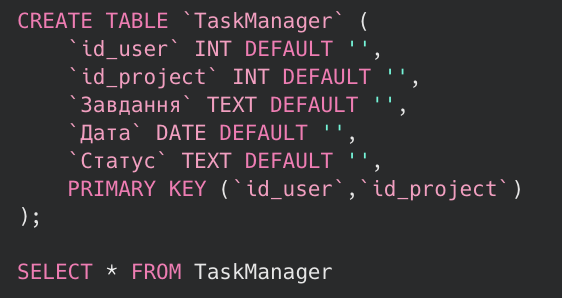 CREATE TABLE `TaskManager` (
    `id_user` INT DEFAULT '',
    `id_project` INT DEFAULT '',
    `Завдання` TEXT DEFAULT '',
    `Дата` DATE DEFAULT '',
    `Статус` TEXT DEFAULT '',
    PRIMARY KEY (`id_user`,`id_project`)
);

SELECT * FROM TaskManager